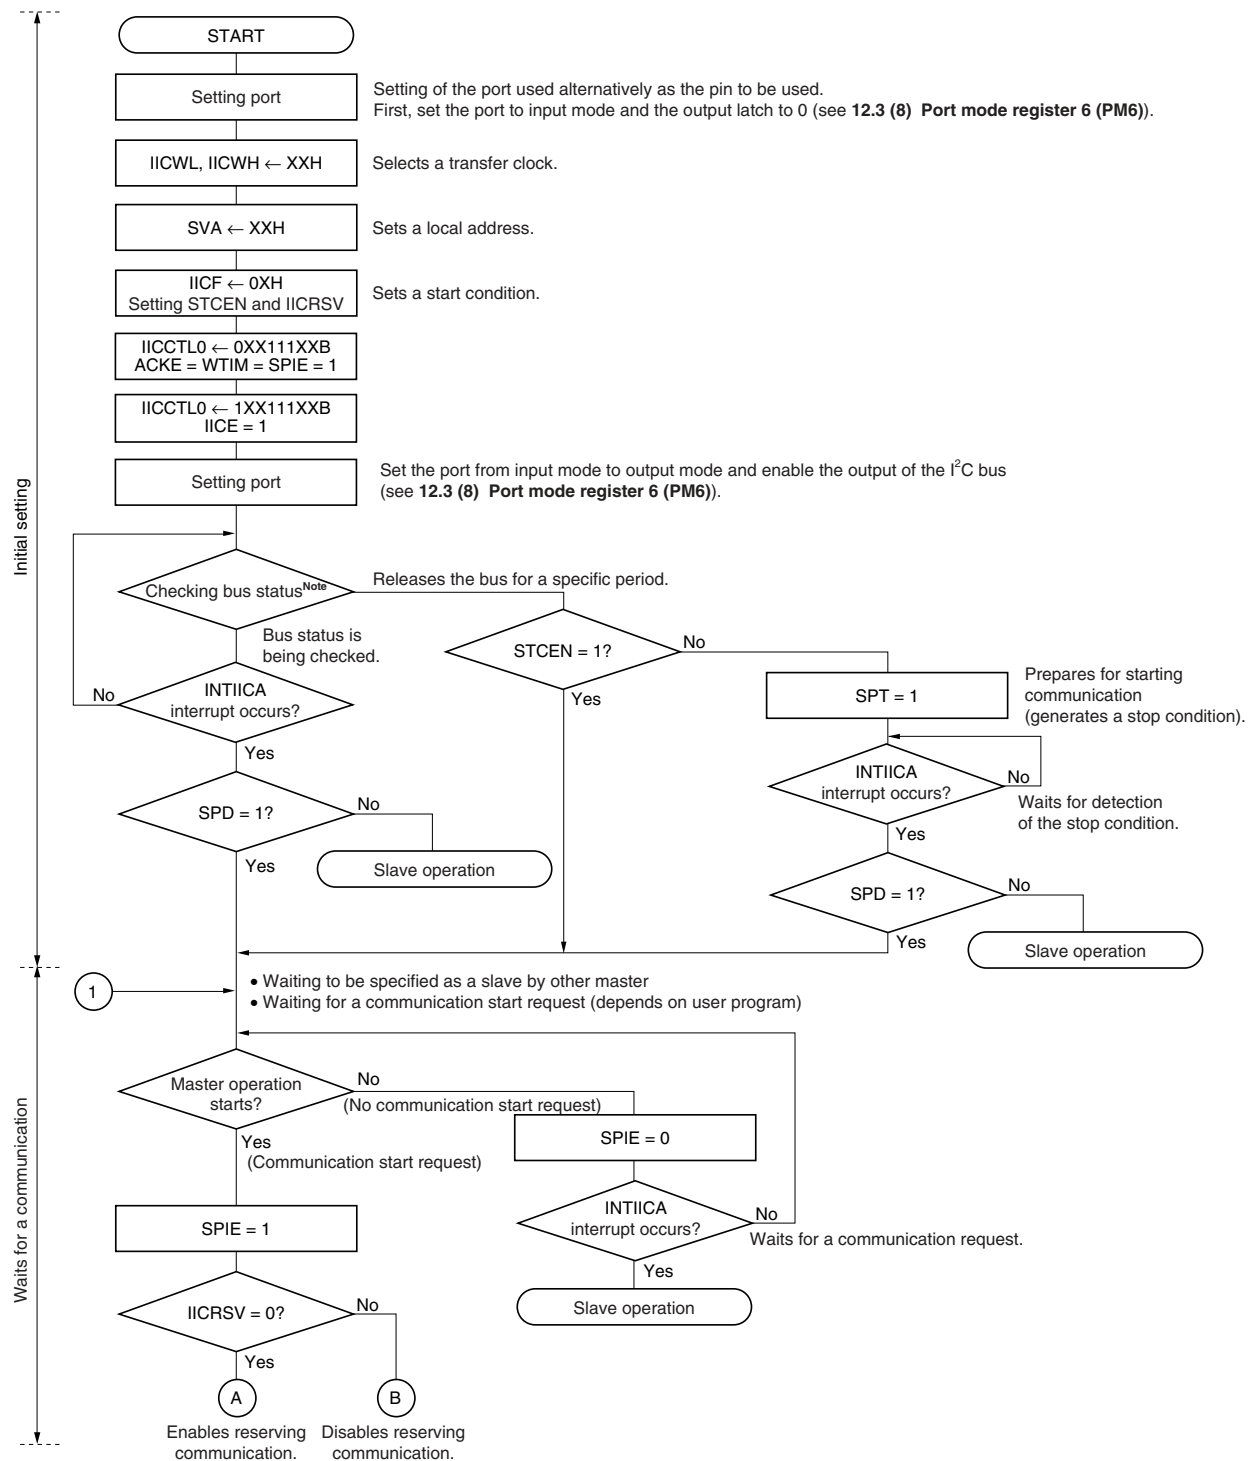 START
Setting port
Setting of the port used alternatively as the pin to be used.
First, set the port to input mode and the output latch to 0 (see 12.3 (8) Port mode register 6 (PM6)).
IICWL, IICWH ← XXH
Selects a transfer clock.
SVA ← XXH
Sets a local address.
IICF ← 0XH
Setting STCEN and IICRSV
Sets a start condition.
IICCTL0 ← 0XX111XXB
ACKE = WTIM = SPIE = 1
IICCTL0 ← 1XX111XXB
IICE = 1
Setting port
Set the port from input mode to output mode and enable the output of the I²C bus
(see 12.3 (8) Port mode register 6 (PM6)).
Initial setting
Checking bus statusNote
Releases the bus for a specific period.
Bus status is
being checked.
STCEN = 1?
No
Yes
SPT = 1
Prepares for starting
communication
(generates a stop condition).
INTIICA
interrupt occurs?
No
Yes
INTIICA
interrupt occurs?
No
Waits for detection
of the stop condition.
Yes
SPD = 1?
No
Yes
Slave operation
SPD = 1?
No
Yes
Slave operation
1
• Waiting to be specified as a slave by other master
• Waiting for a communication start request (depends on user program)
Waits for a communication
Master operation
starts?
No
(No communication start request)
Yes
(Communication start request)
SPIE = 0
INTIICA
interrupt occurs?
No
Waits for a communication request.
Yes
Slave operation
SPIE = 1
IICRSV = 0?
No
Yes
A
B
Enables reserving
communication.
Disables reserving
communication.